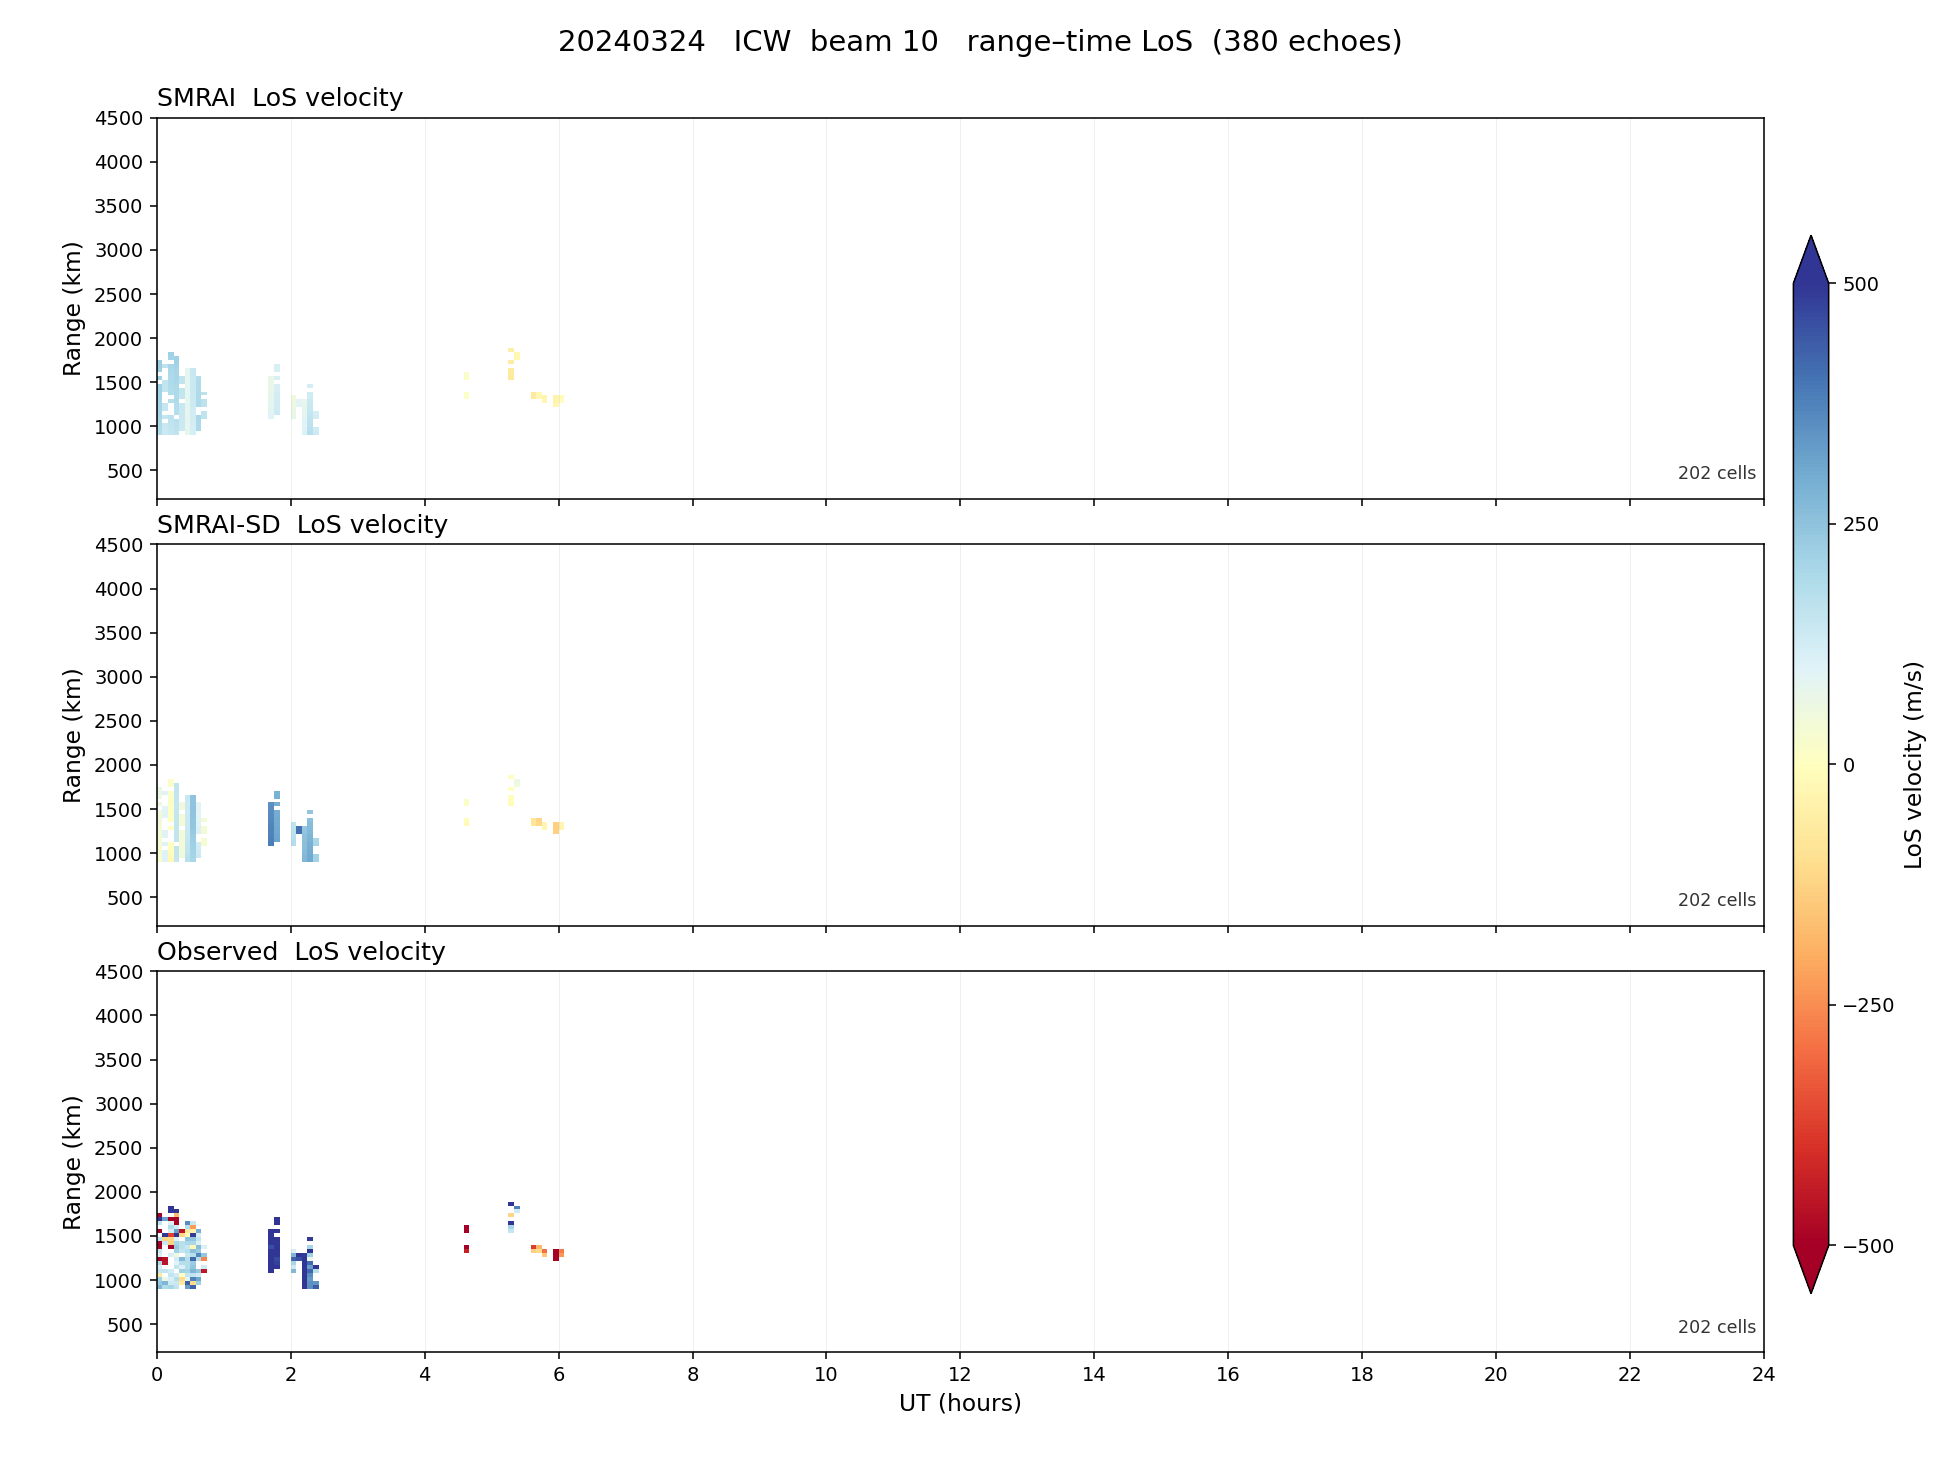 20240324   ICW  beam 10   range–time LoS  (380 echoes)
SMRAI  LoS velocity
4500
4000
3500
3000
2500
2000
1500
1000
500
Range (km)
202 cells
SMRAI-SD  LoS velocity
4500
4000
3500
3000
2500
2000
1500
1000
500
Range (km)
202 cells
Observed  LoS velocity
4500
4000
3500
3000
2500
2000
1500
1000
500
Range (km)
202 cells
0 2 4 6 8 10 12 14 16 18 20 22 24
UT (hours)
500
250
0
−250
−500
LoS velocity (m/s)